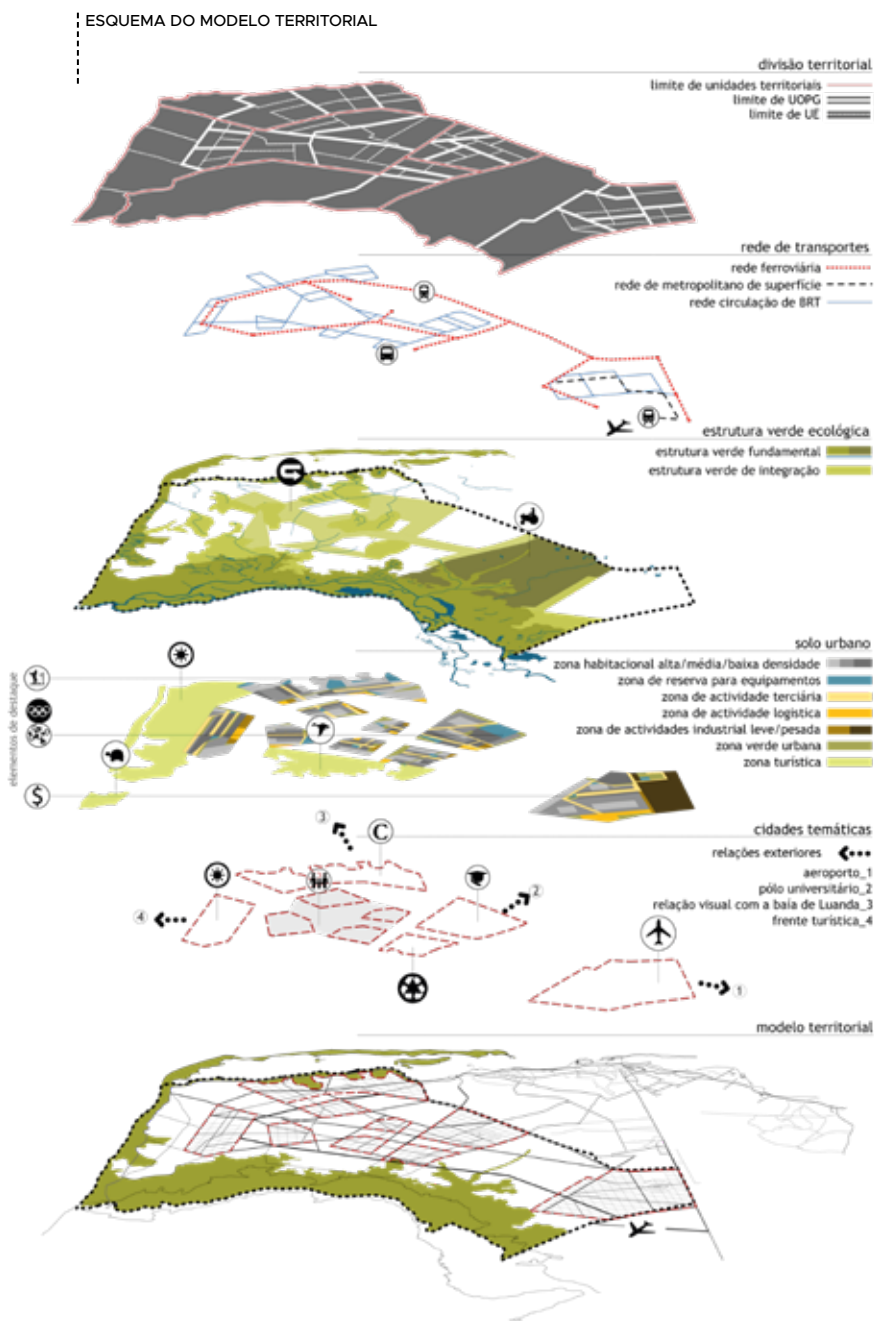 ESQUEMA DO MODELO TERRITORIAL
divisão territorial
limite de unidades territoriais
limite de UOPG
limite de UE
rede de transportes
rede ferroviária
rede de metropolitano de superfície
rede circulação de BRT
estrutura verde ecológica
estrutura verde fundamental
estrutura verde de integração
solo urbano
zona habitacional alta/média/baixa densidade
zona de reserva para equipamentos
zona de actividade terciária
zona de actividade logística
zona de actividades industrial leve/pesada
zona verde urbana
zona turística
elementos de destaque
$
cidades temáticas
relações exteriores
aeroporto_1
pólo universitário_2
relação visual com a baía de Luanda_3
frente turística_4
3
C
2
4
1
modelo territorial